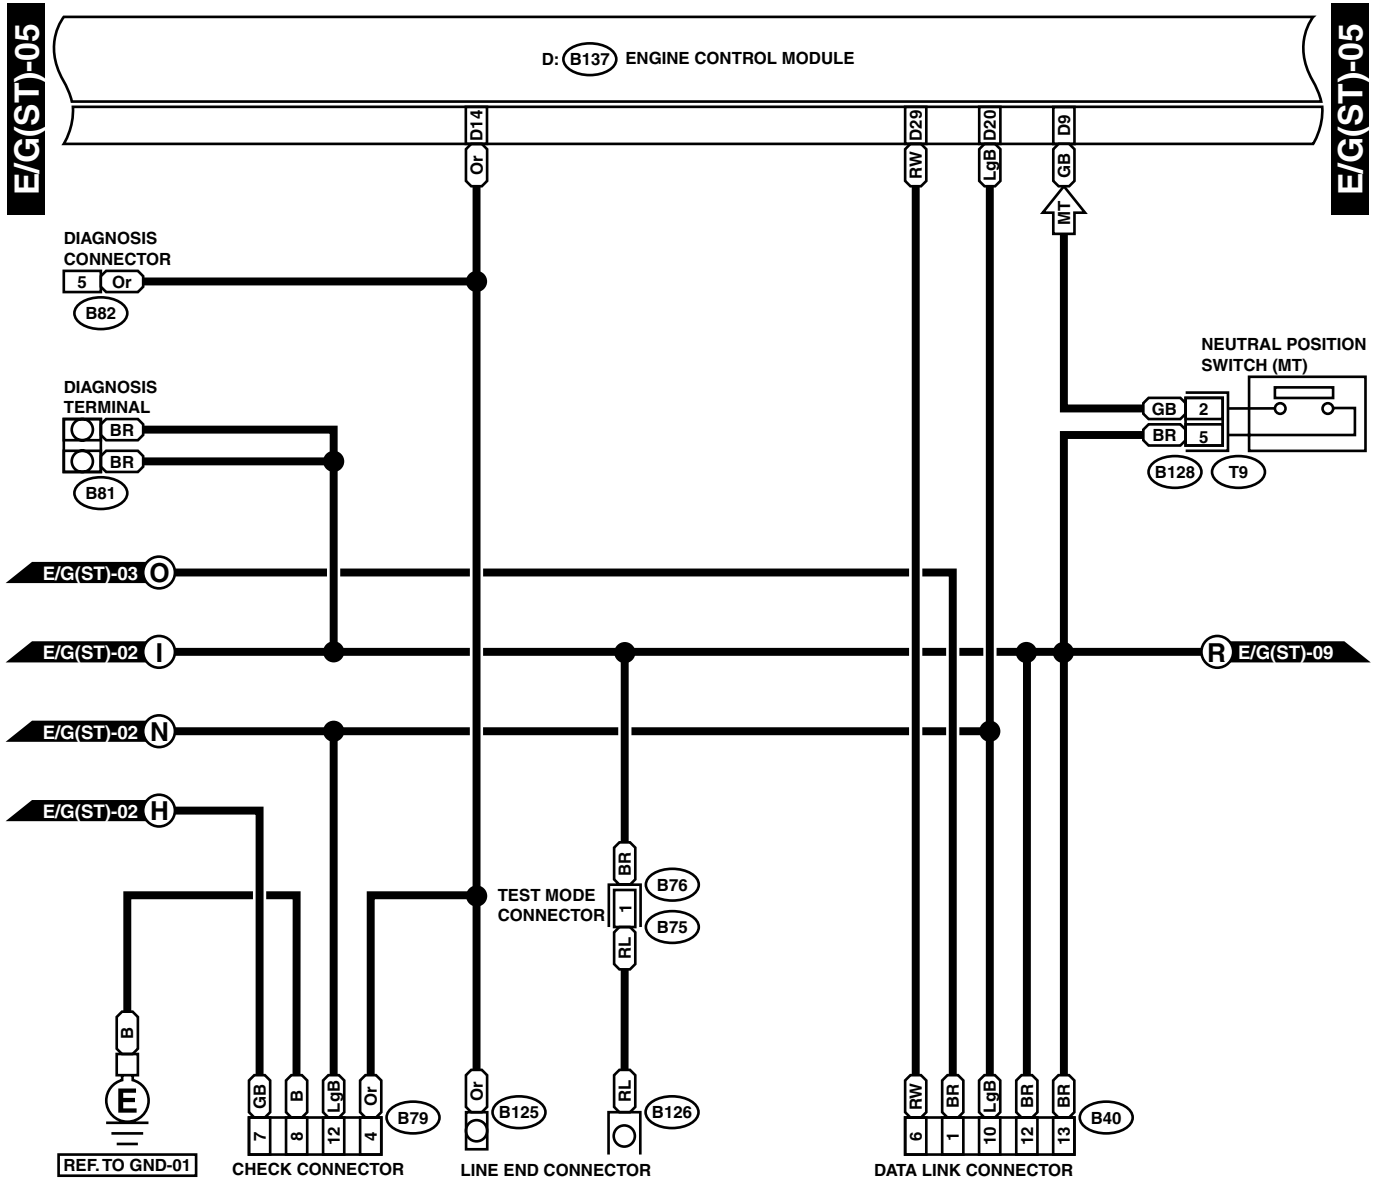 E/G(ST)-05
E/G(ST)-05
D: B137 ENGINE CONTROL MODULE
D14
D29
D20
D9
Or
RW
LgB
GB
MT
DIAGNOSIS
CONNECTOR
5 Or
B82
NEUTRAL POSITION
SWITCH (MT)
GB 2
BR 5
B128 T9
DIAGNOSIS
TERMINAL
BR
BR
B81
E/G(ST)-03 O
E/G(ST)-02 I
R E/G(ST)-09
E/G(ST)-02 N
E/G(ST)-02 H
BR
B76
TEST MODE
CONNECTOR
1
B75
RL
B
E
REF. TO GND-01
GB
B
LgB
Or
7
8
12
4
B79
CHECK CONNECTOR
Or
B125
RL
B126
LINE END CONNECTOR
RW
BR
LgB
BR
BR
6
1
10
12
13
B40
DATA LINK CONNECTOR